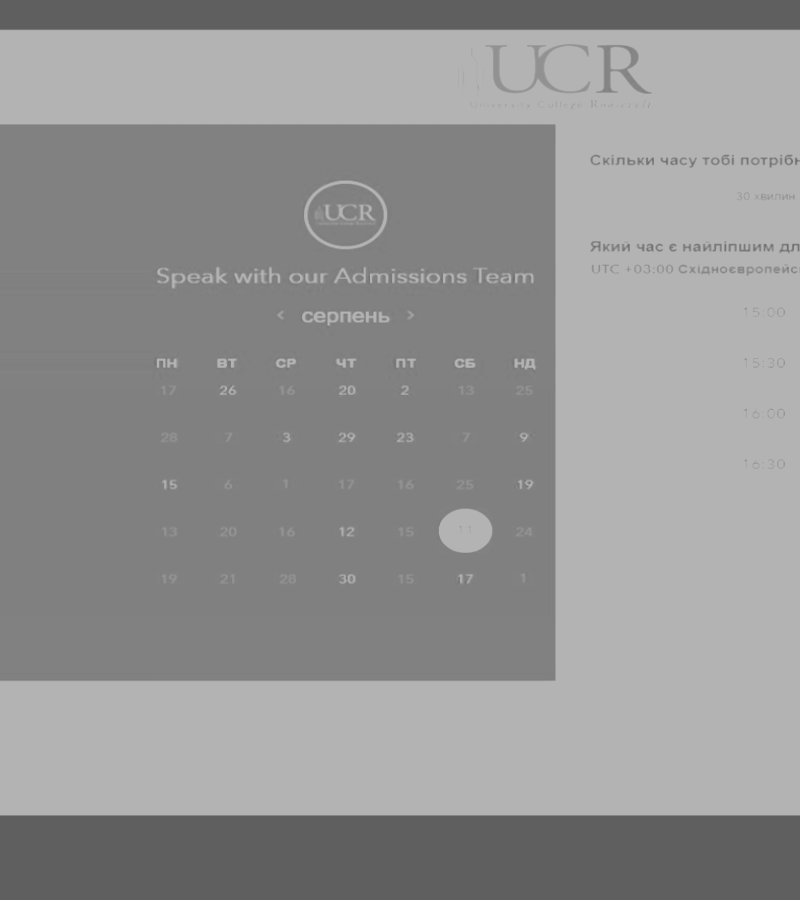 UCR
University College Roosevelt
UCR
Speak with our Admissions Team
‹ серпень ›
ПН ВТ СР ЧТ ПТ СБ НД
17 26 16 20 2 13 25
28 7 3 29 23 7 9
15 6 1 17 16 25 19
13 20 16 12 15 11 24
19 21 28 30 15 17 1
Скільки часу тобі
30 хвилин
Який час є найліпшим
UTC +03:00
15:00
15:30
16:00
16:30